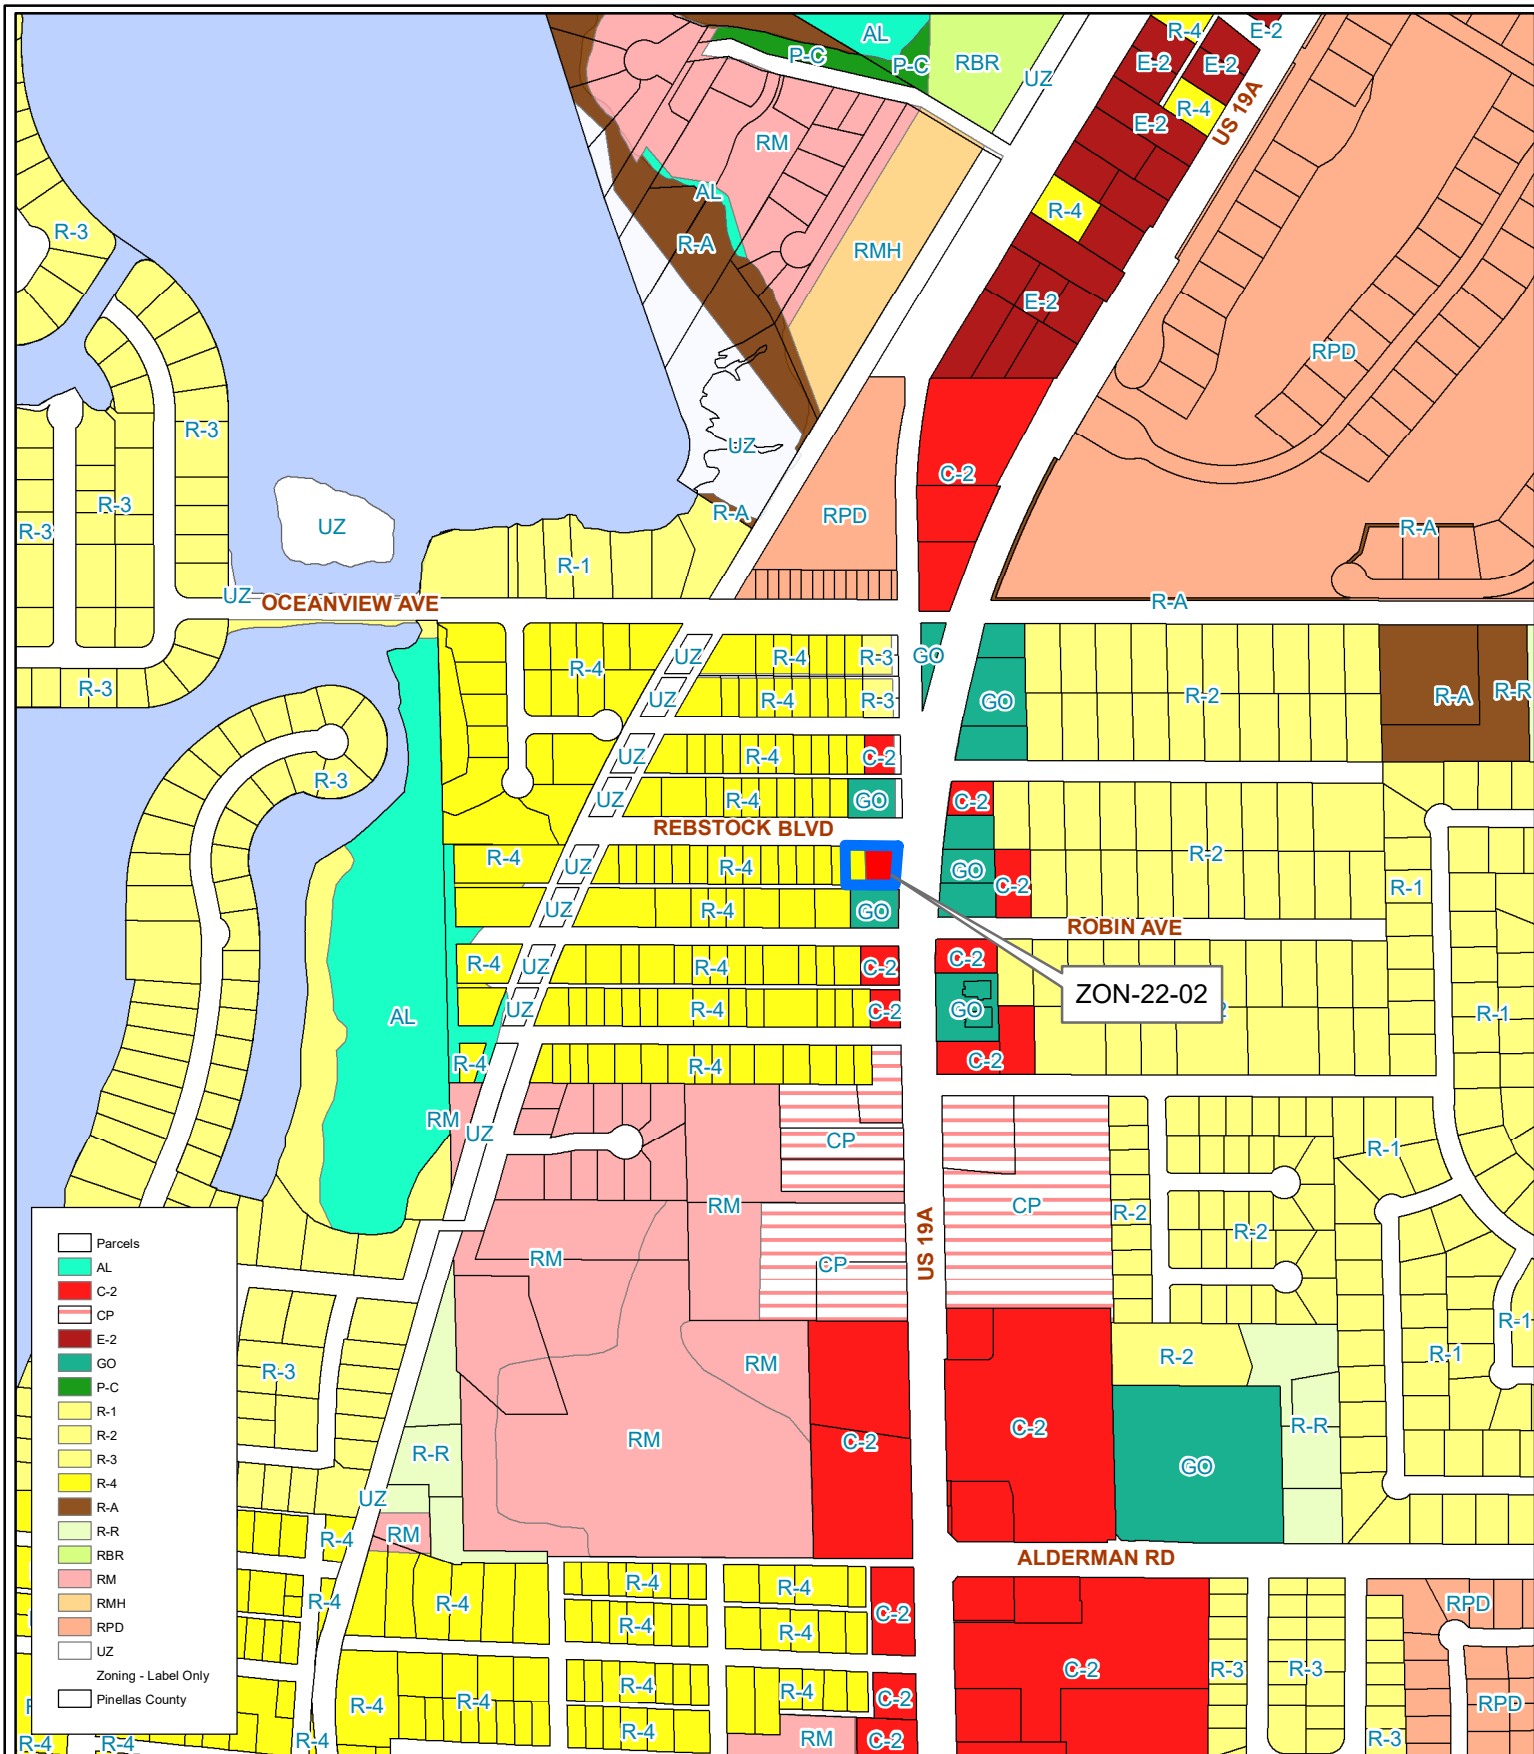 AL
R-4
E-2
P-C
P-C
RBR
E-2
E-2
UZ
R-4
US 19A
E-2
RM
AL
R-4
R-3
R-A
RMH
E-2
RPD
R-3
C-2
UZ
R-3
R-A
RPD
UZ
R-3
R-A
R-1
UZ
OCEANVIEW AVE
R-A
UZ
R-4
R-3
GO
R-4
R-3
R-A
R-R
UZ
R-4
R-3
GO
R-2
R-3
UZ
R-4
C-2
UZ
R-4
GO
C-2
REBSTOCK BLVD
R-4
UZ
R-4
GO
R-2
C-2
R-1
UZ
R-4
GO
ROBIN AVE
R-4
UZ
R-4
C-2
C-2
ZON-22-02
2
AL
UZ
R-4
C-2
GO
R-1
R-4
R-4
C-2
RM
UZ
CP
R-1
RM
CP
R-2
R-2
US 19A
RM
CP
R-1
RM
R-2
R-1
R-3
R-R
RM
C-2
C-2
R-R
GO
UZ
RM
R-4
ALDERMAN RD
R-4
R-4
R-4
R-4
R-4
R-4
C-2
RPD
R-4
R-4
R-4
R-4
R-4
C-2
C-2
R-3
R-3
RPD
R-4
R-4
R-4
R-4
RM
C-2
R-3
Parcels
AL
C-2
CP
E-2
GO
P-C
R-1
R-2
R-3
R-4
R-A
R-R
RBR
RM
RMH
RPD
UZ
Zoning - Label Only
Pinellas County